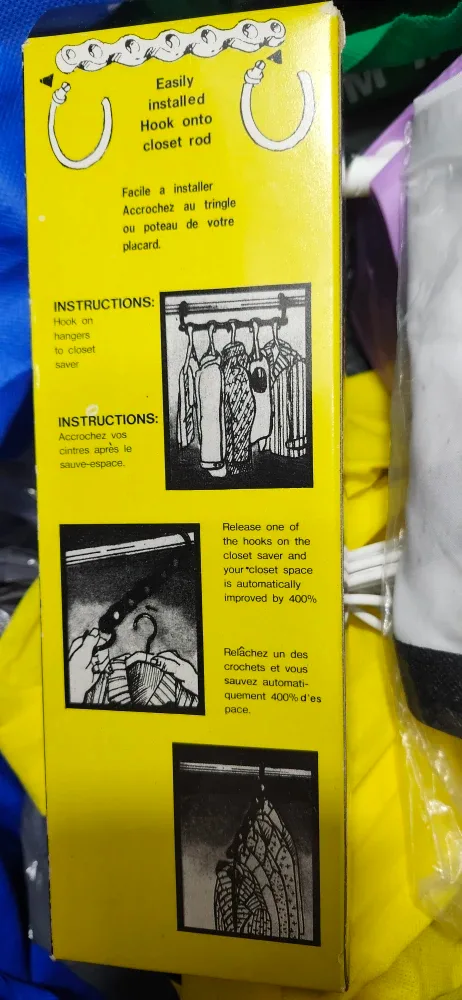 Easily
installed
Hook onto
closet rod
Facile a installer
Accrochez au tringle
ou poteau de votre
placard.
INSTRUCTIONS:
Hook on
hangers
to closet
saver
INSTRUCTIONS:
Accrochez vos
cintres après le
sauve-espace.
Release one of
the hooks on the
closet saver and
your closet space
is automatically
improved by 400%
Relâchez un des
crochets et vous
sauvez automati-
quement 400% d'es
pace.
M